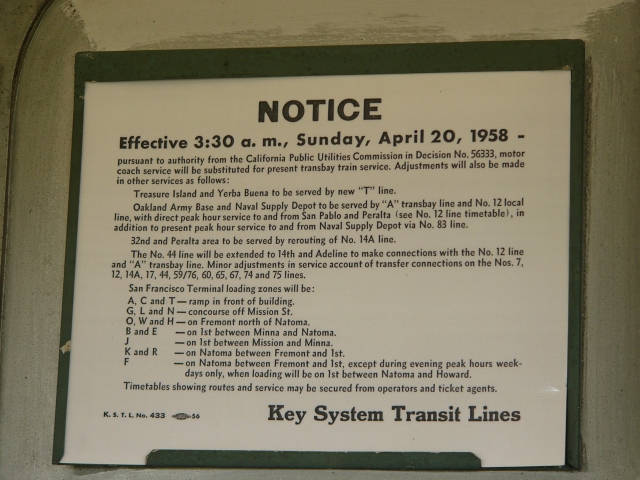 NOTICE
Effective 3:30 a. m., Sunday, April 20, 1958 -
pursuant to authority from the California Public Utilities Commission in Decision No. 56333, motor
coach service will be substituted for present transbay train service. Adjustments will also be made
in other services as follows:
Treasure Island and Yerba Buena to be served by new "T" line.
Oakland Army Base and Naval Supply Depot to be served by "A" transbay line and No. 12 local
line, with direct peak hour service to and from San Pablo and Peralta (see No. 12 line timetable), in
addition to present peak hour service to and from Naval Supply Depot via No. 83 line.
32nd and Peralta area to be served by rerouting of No. 14A line.
The No. 44 line will be extended to 14th and Adeline to make connections with the No. 12 line
and "A" transbay line. Minor adjustments in service account of transfer connections on the Nos. 7,
12, 14A, 17, 44, 59/76, 60, 65, 67, 74 and 75 lines.
San Francisco Terminal loading zones will be:
A, C and T — ramp in front of building.
G, L and N — concourse off Mission St.
O, W and H — on Fremont north of Natoma.
B and E — on 1st between Minna and Natoma.
J — on 1st between Mission and Minna.
K and R — on Natoma between Fremont and 1st.
F — on Natoma between Fremont and 1st, except during evening peak hours week-
days only, when loading will be on 1st between Natoma and Howard.
Timetables showing routes and service may be secured from operators and ticket agents.
K. S. T. L. No. 433 56
Key System Transit Lines